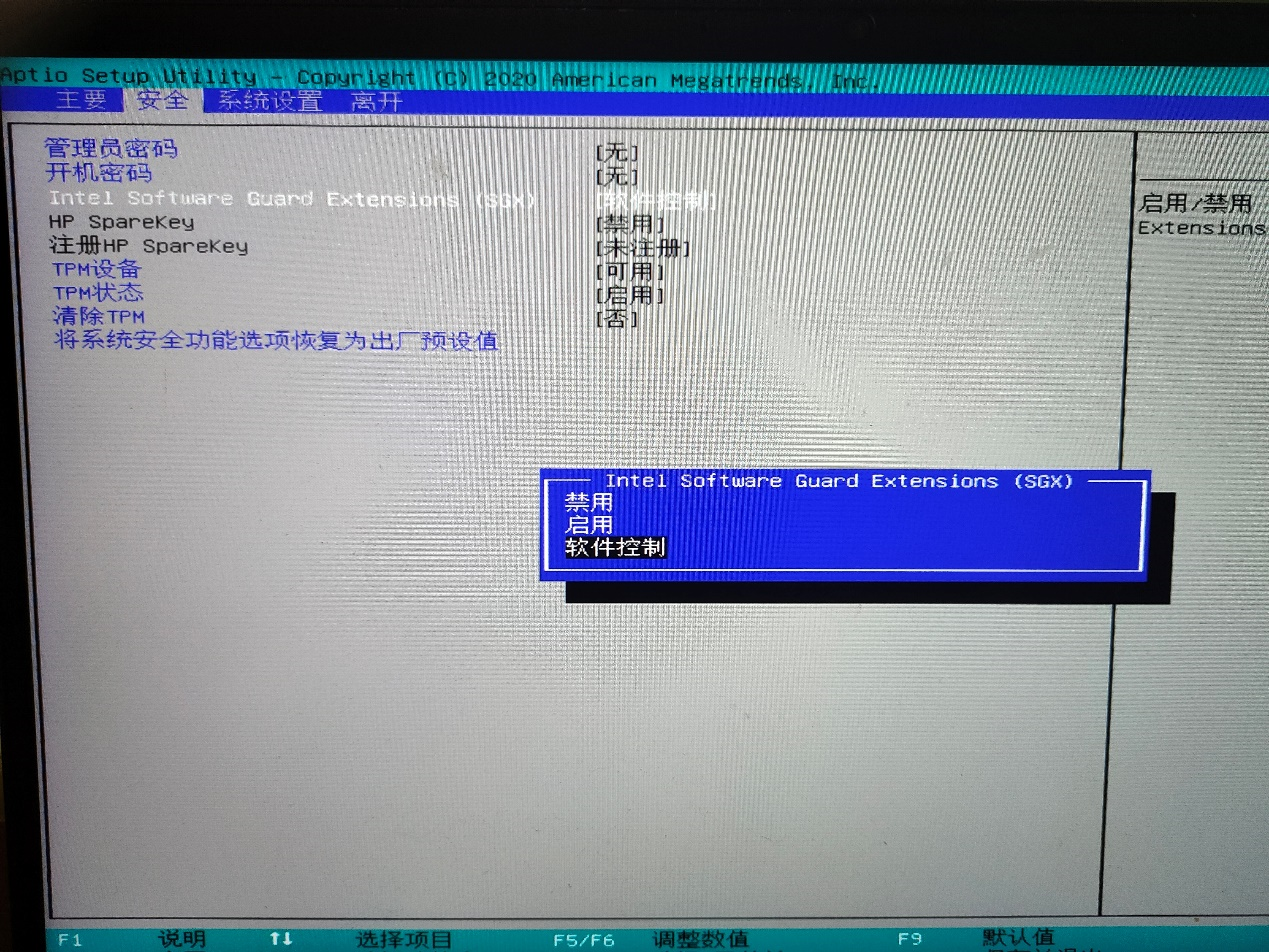 Aptio Setup Utility - Copyright (C) 2020 American Megatrends, Inc.
主要 安全 系统设置 离开
管理员密码 [无]
开机密码 [无]
Intel Software Guard Extensions (SGX) [软件控制]
HP SpareKey [禁用]
注册HP SpareKey [未注册]
TPM设备 [可用]
TPM状态 [启用]
清除TPM [否]
将系统安全功能选项恢复为出厂预设值
启用/禁用
Extensions
Intel Software Guard Extensions (SGX)
禁用
启用
软件控制
F1 说明 ↑↓ 选择项目 F5/F6 调整数值 F9 默认值